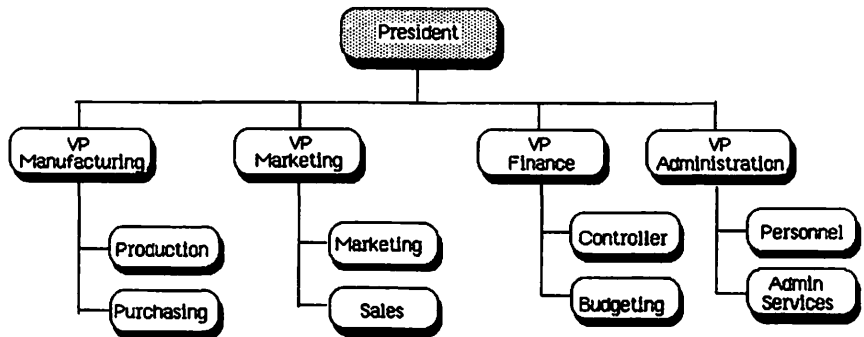 President
VP
Manufacturing
VP
Marketing
VP
Finance
VP
Administration
Production
Purchasing
Marketing
Sales
Controller
Budgeting
Personnel
Admin
Services